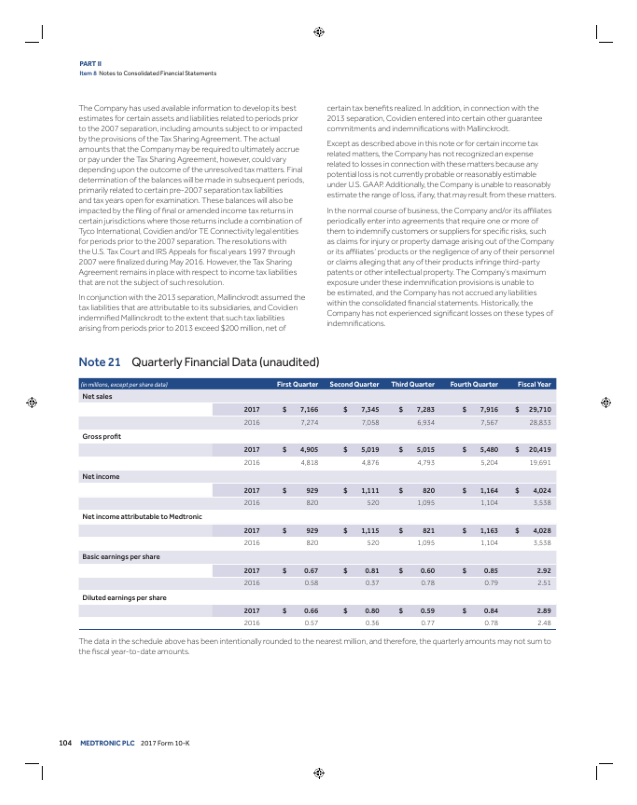 PART II
Item 8 Notes to Consolidated Financial Statements
The Company has used available information to develop its best
estimates for certain assets and liabilities related to periods prior
to the 2007 separation, including amounts subject to or impacted
by the provisions of the Tax Sharing Agreement. The actual
amounts that the Company may be required to ultimately accrue
or pay under the Tax Sharing Agreement, however, could vary
depending upon the outcome of the unresolved tax matters. Final
determination of the balances will be made in subsequent periods,
primarily related to certain pre-2007 separation tax liabilities
and tax years open for examination. These balances will also be
impacted by the filing of final or amended income tax returns in
certain jurisdictions where those returns include a combination of
Tyco International, Covidien and/or TE Connectivity legal entities
for periods prior to the 2007 separation. The resolutions with
the U.S. Tax Court and IRS Appeals for fiscal years 1997 through
2007 were finalized during May 2016. However, the Tax Sharing
Agreement remains in place with respect to income tax liabilities
that are not the subject of such resolution.
In conjunction with the 2013 separation, Mallinckrodt assumed the
tax liabilities that are attributable to its subsidiaries, and Covidien
indemnified Mallinckrodt to the extent that such tax liabilities
arising from periods prior to 2013 exceed $200 million, net of
certain tax benefits realized. In addition, in connection with the
2013 separation, Covidien entered into certain other guarantee
commitments and indemnifications with Mallinckrodt.
Except as described above in this note or for certain income tax
related matters, the Company has not recognized an expense
related to losses in connection with these matters because any
potential loss is not currently probable or reasonably estimable
under U.S. GAAP. Additionally, the Company is unable to reasonably
estimate the range of loss, if any, that may result from these matters.
In the normal course of business, the Company and/or its affiliates
periodically enter into agreements that require one or more of
them to indemnify customers or suppliers for specific risks, such
as claims for injury or property damage arising out of the Company
or its affiliates' products or the negligence of any of their personnel
or claims alleging that any of their products infringe third-party
patents or other intellectual property. The Company's maximum
exposure under these indemnification provisions is unable to
be estimated, and the Company has not accrued any liabilities
within the consolidated financial statements. Historically, the
Company has not experienced significant losses on these types of
indemnifications.
Note 21 Quarterly Financial Data (unaudited)
(in millions, except per share data) First Quarter Second Quarter Third Quarter Fourth Quarter Fiscal Year
Net sales
2017 $ 7,166 $ 7,345 $ 7,283 $ 7,916 $ 29,710
2016 7,274 7,058 6,934 7,567 28,833
Gross profit
2017 $ 4,905 $ 5,019 $ 5,015 $ 5,480 $ 20,419
2016 4,818 4,876 4,793 5,204 19,691
Net income
2017 $ 929 $ 1,111 $ 820 $ 1,164 $ 4,024
2016 820 520 1,095 1,104 3,538
Net income attributable to Medtronic
2017 $ 929 $ 1,115 $ 821 $ 1,163 $ 4,028
2016 820 520 1,095 1,104 3,538
Basic earnings per share
2017 $ 0.67 $ 0.81 $ 0.60 $ 0.85 2.92
2016 0.58 0.37 0.78 0.79 2.51
Diluted earnings per share
2017 $ 0.66 $ 0.80 $ 0.59 $ 0.84 2.89
2016 0.57 0.36 0.77 0.78 2.48
The data in the schedule above has been intentionally rounded to the nearest million, and therefore, the quarterly amounts may not sum to
the fiscal year-to-date amounts.
104 MEDTRONIC PLC 2017 Form 10-K